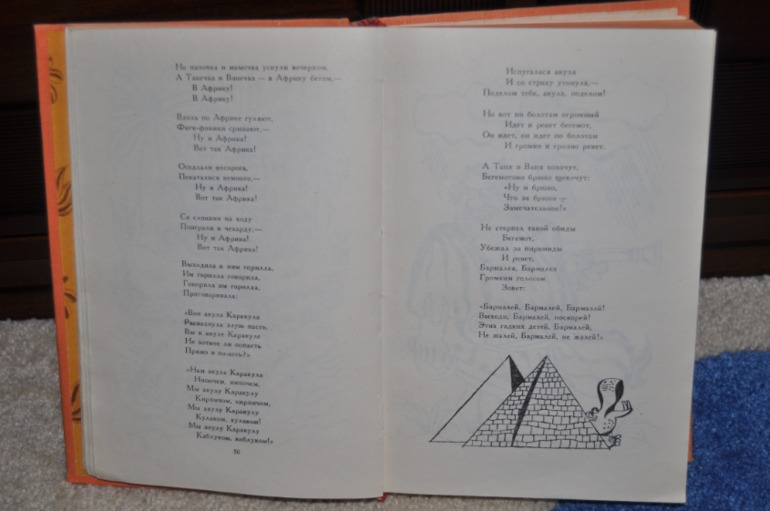 Но папочка и мамочка уснули вечерком,
А Танечка и Ванечка — в Африку бегом,—
В Африку!
В Африку!
Вдоль по Африке гуляют,
Фиги-финики срывают,—
Ну и Африка!
Вот так Африка!
Оседлали носорога,
Покаталися немного,—
Ну и Африка!
Вот так Африка!
Со слонами на ходу
Поиграли в чехарду,—
Ну и Африка!
Вот так Африка!
Выходила к ним горилла,
Им горилла говорила,
Говорила им горилла,
Приговаривала:
«Вон акула Каракула
Распахнула злую пасть.
Вы к акуле Каракуле
Не хотите ли попасть
Прямо в пасть?»
«Нам акула Каракула
Нипочём, нипочём,
Мы акулу Каракулу
Кирпичом, кирпичом,
Мы акулу Каракулу
Кулаком, кулаком!
Мы акулу Каракулу
Каблуком, каблуком!»
56
Испугалася акула
И со страху утонула,—
Поделом тебе, акула, поделом!
Но вот по болотам огромный
Идет и ревет бегемот,
Он идет, он идет по болотам
И громко и грозно ревет.
А Таня и Ваня хохочут,
Бегемотово брюхо щекочут:
«Ну и брюхо,
Что за брюхо —
Замечательное!»
Не стерпел такой обиды
Бегемот,
Убежал за пирамиды
И ревет,
Бармалея, Бармалея
Громким голосом
Зовет:
«Бармалей, Бармалей, Бармалей!
Выходи, Бармалей, поскорей!
Этих гадких детей, Бармалей,
Не жалей, Бармалей, не жалей!»